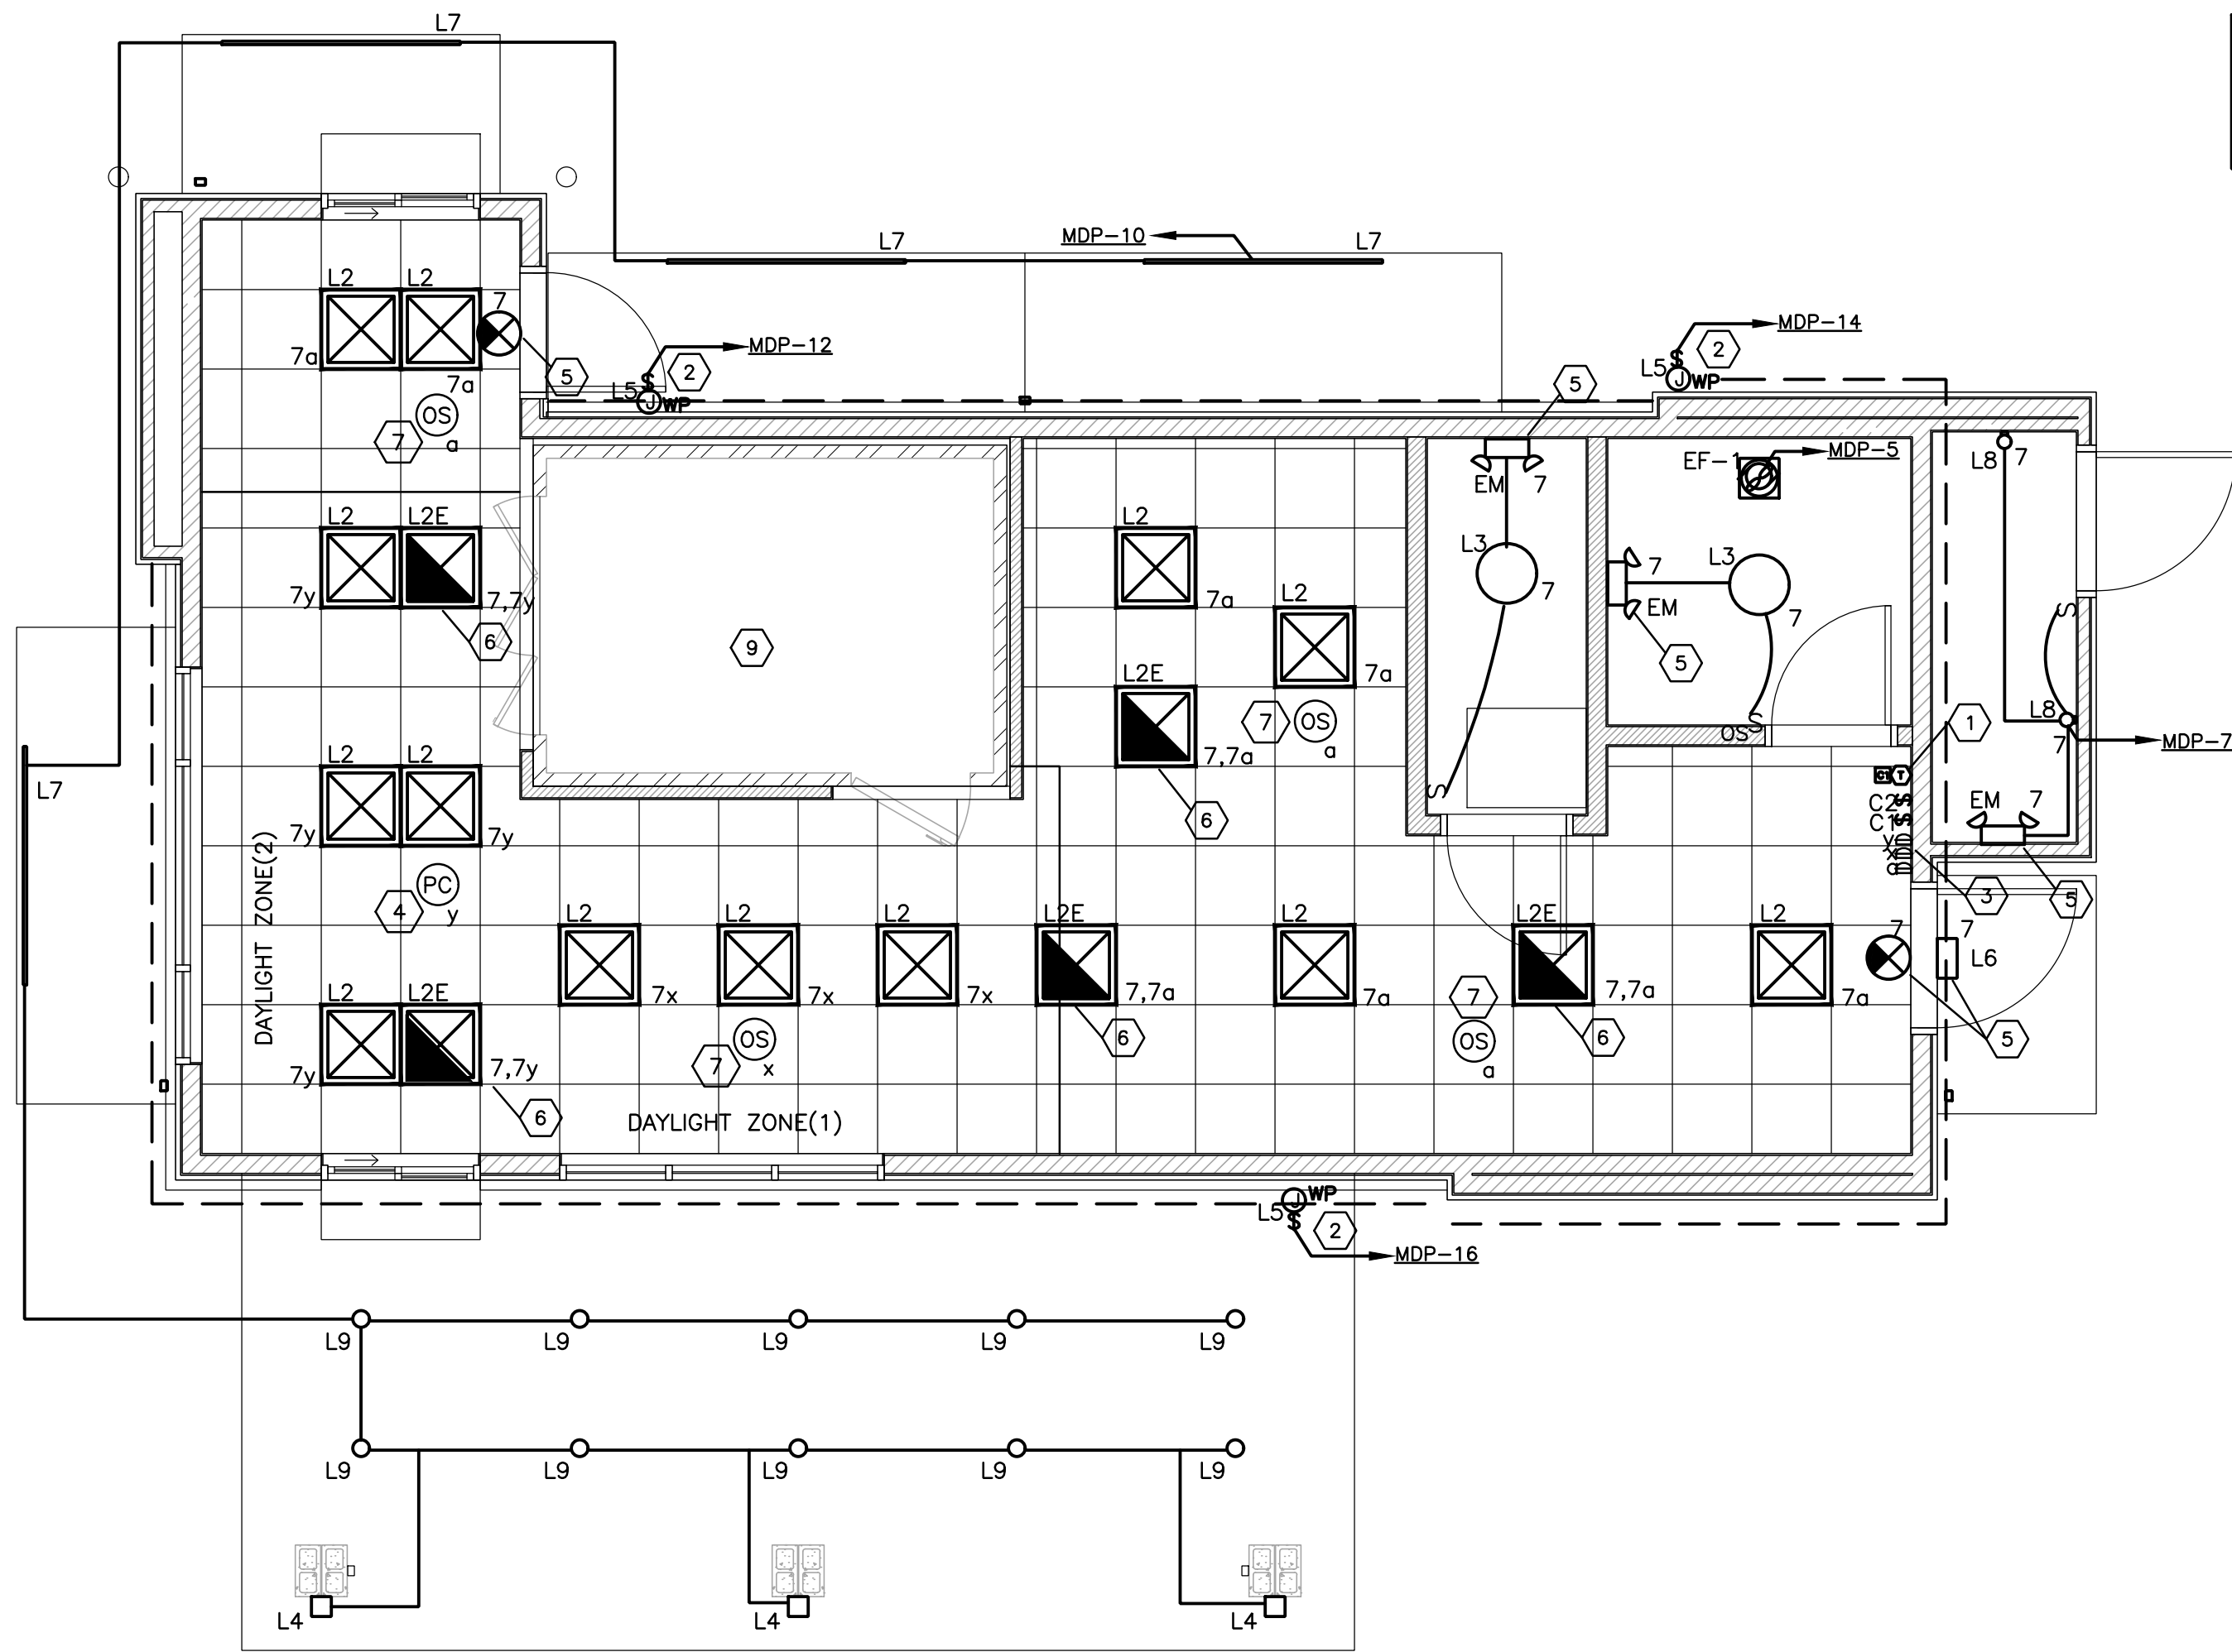 L7
MDP-10
L7
L7
L2
L2
7
7a
7a
5
OS
7
a
MDP-12
2
L5
$
J
WP
MDP-14
2
L5
$
J
WP
5
EM
7
L3
7
EF-1
MDP-5
L3
7
7
EM
5
S
S
OS
L8
7
S
L8
7
MDP-7
EM
7
5
L2
L2E
7y
7,7y
6
9
L2
7a
L2
7a
L2E
7,7a
6
7
OS
a
1
C1
T
C2
$
C1
$
y
x
a
3
L7
L2
L2
7y
7y
PC
4
y
DAYLIGHT ZONE(2)
L2
L2E
7y
7,7y
6
L2
7x
L2
7x
L2
7x
L2E
7,7a
6
L2
7a
L2E
7,7a
6
L2
7a
7
7
L6
5
7
OS
x
7
OS
a
DAYLIGHT ZONE(1)
J
WP
L5
$
2
MDP-16
L9
L9
L9
L9
L9
L9
L9
L9
L9
L9
L4
L4
L4